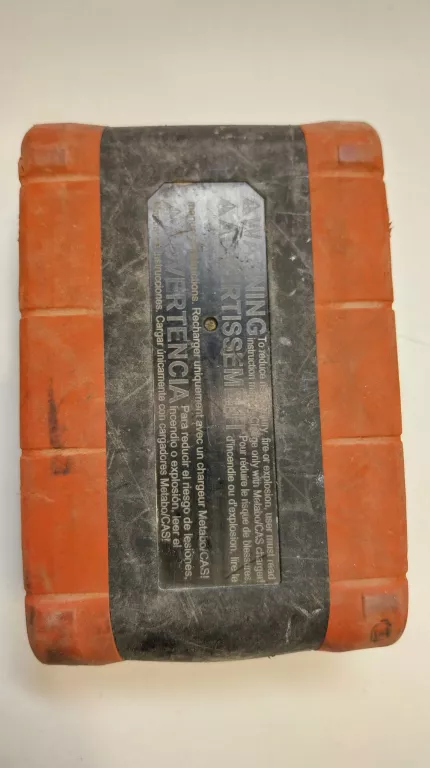 WARNING To reduce risk of injury, fire or explosion, user must read
instruction manual. Charge only with Metabo/CAS charger!
AVERTISSEMENT Pour réduire le risque de blessures,
d'incendie ou d'explosion, lire le
instructions. Recharger uniquement avec un chargeur Metabo/CAS!
ADVERTENCIA Para reducir el riesgo de lesiones,
incendio o explosión, leer el
instrucciones. Cargar únicamente con cargadores Metabo/CAS!